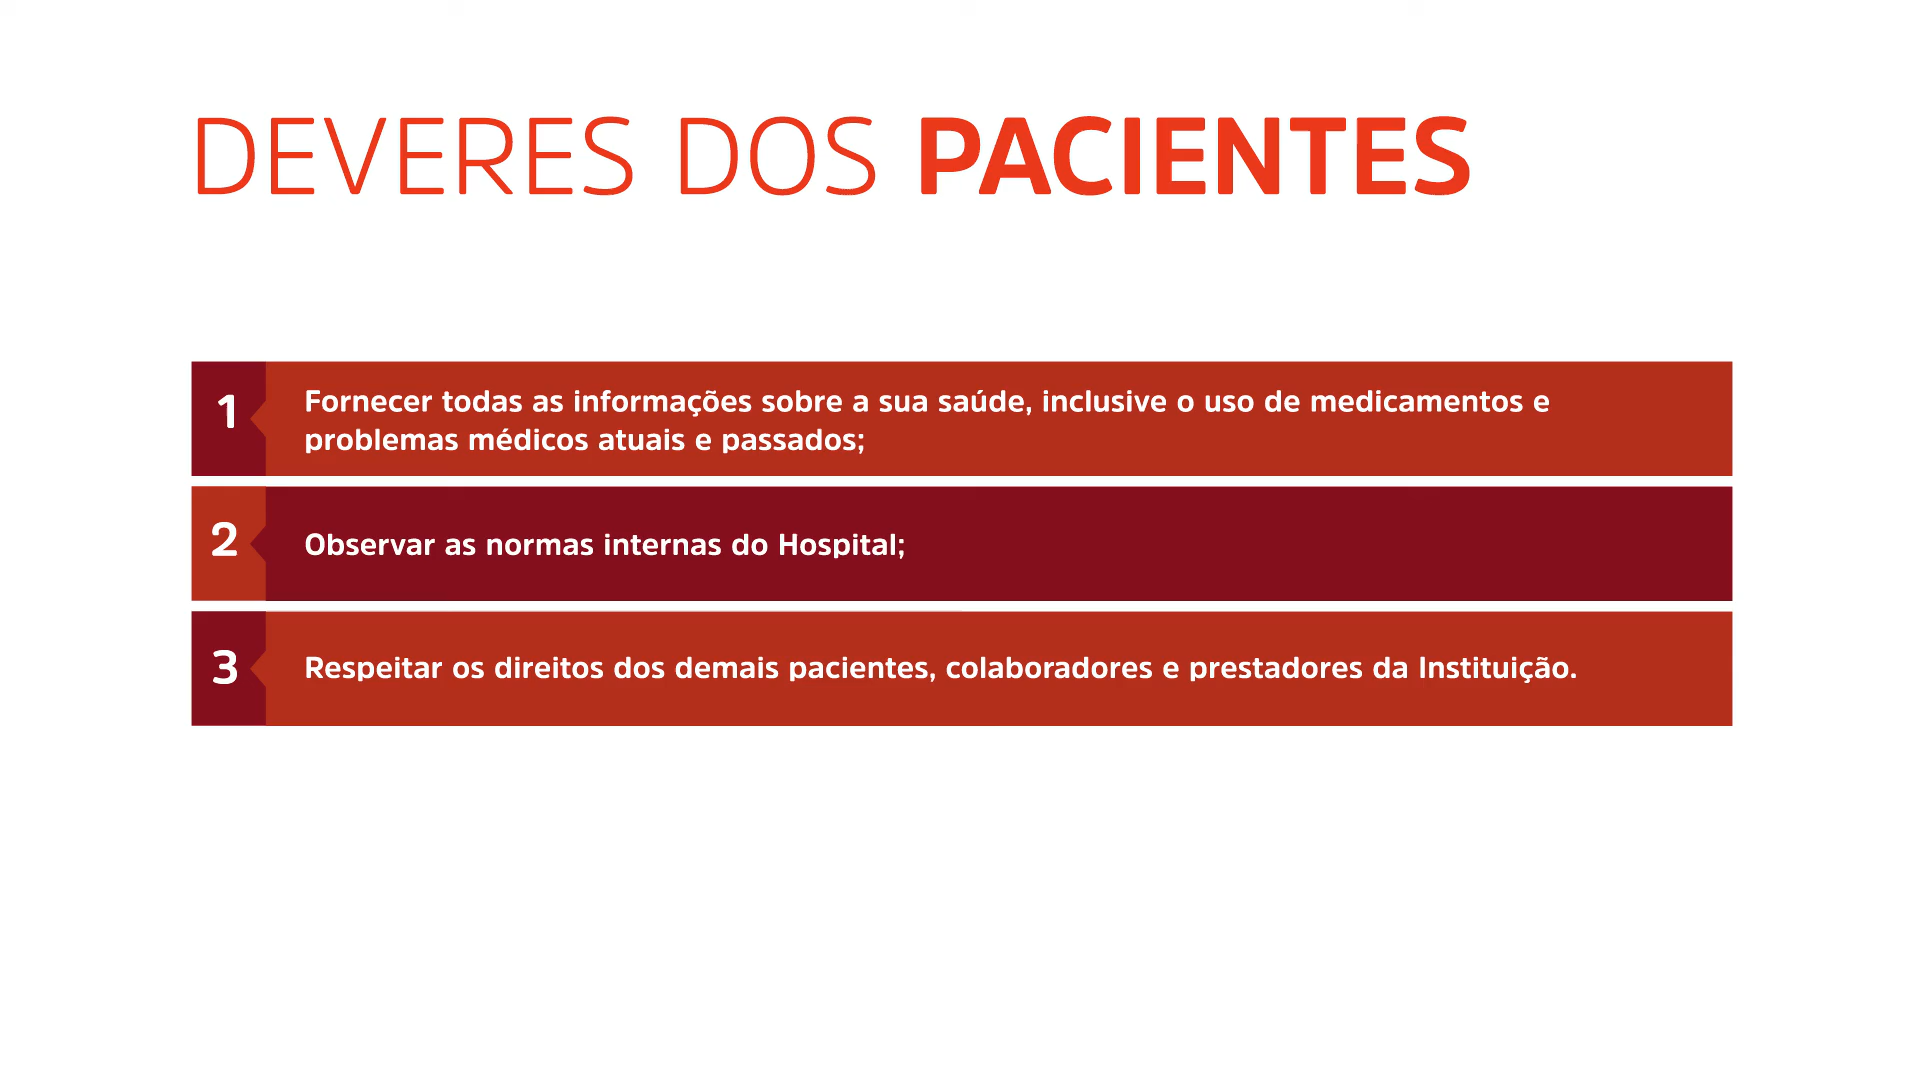 DEVERES DOS PACIENTES
1
Fornecer todas as informações sobre a sua saúde, inclusive o uso de medicamentos e
problemas médicos atuais e passados;
2
Observar as normas internas do Hospital;
3
Respeitar os direitos dos demais pacientes, colaboradores e prestadores da Instituição.